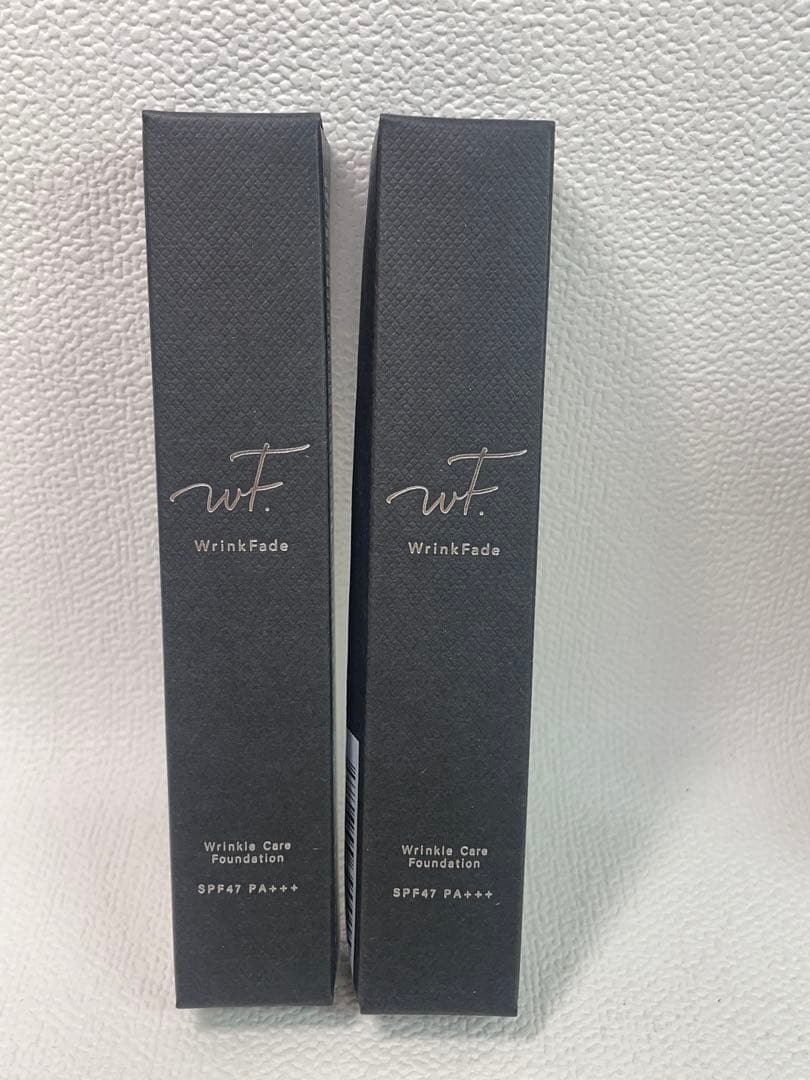 wF.
WrinkFade
Wrinkle Care
Foundation
SPF47 PA+++
wF.
WrinkFade
Wrinkle Care
Foundation
SPF47 PA+++